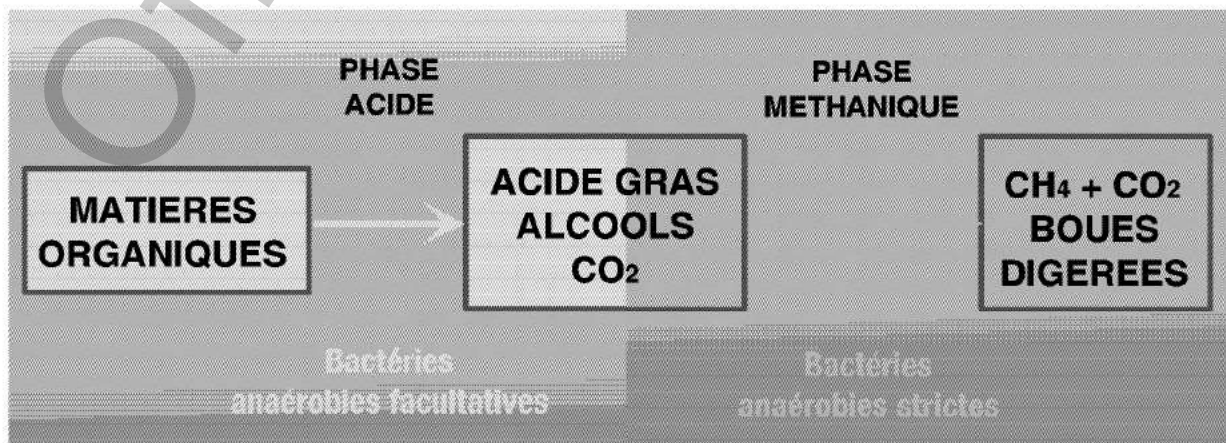 PHASE
ACIDE
PHASE
METHANIQUE
MATIERES
ORGANIQUES
ACIDE GRAS
ALCOOLS
CO2
CH4 + CO2
BOUES
DIGEREES
Bactéries
anaérobies facultatives
Bactéries
anaérobies strictes